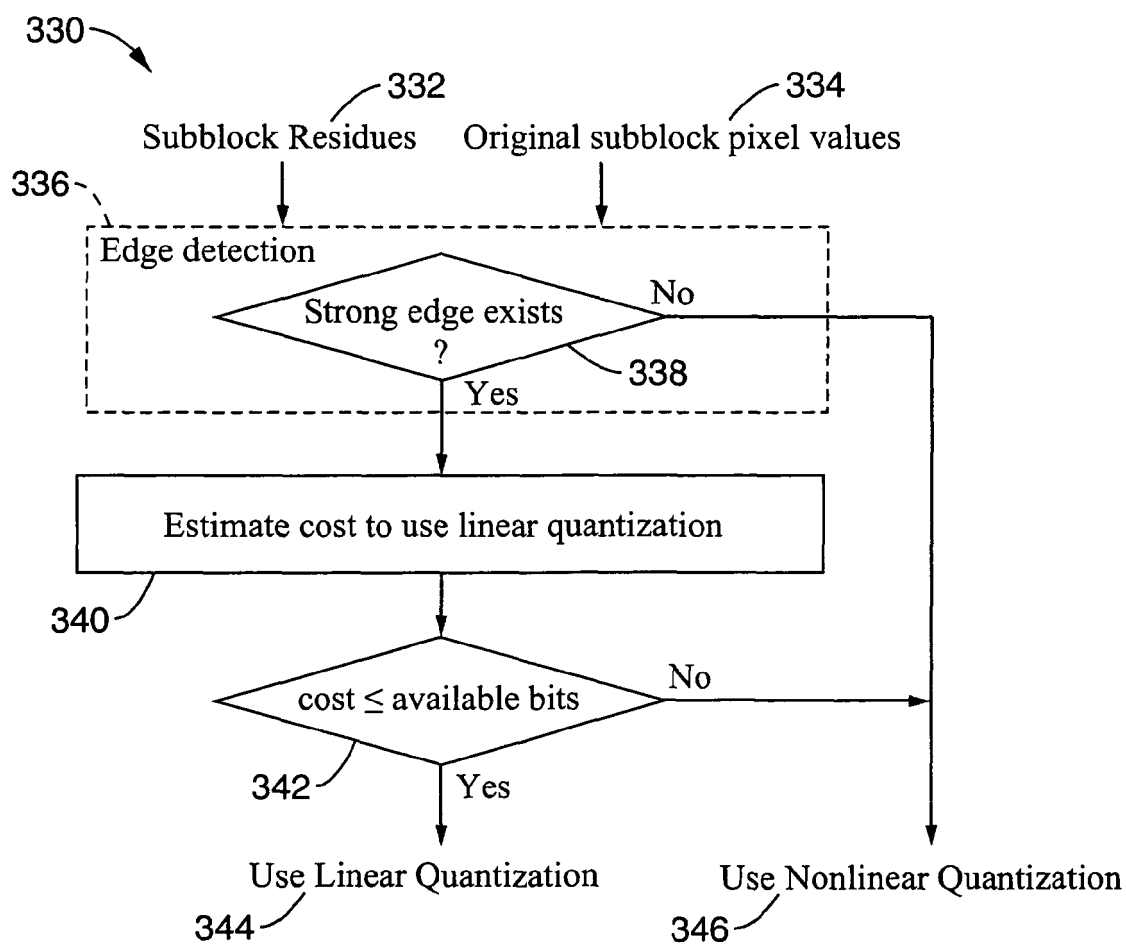 330
332
334
Subblock Residues
Original subblock pixel values
336
Edge detection
No
Strong edge exists
?
338
Yes
Estimate cost to use linear quantization
340
No
cost ≤ available bits
342
Yes
Use Linear Quantization
Use Nonlinear Quantization
344
346